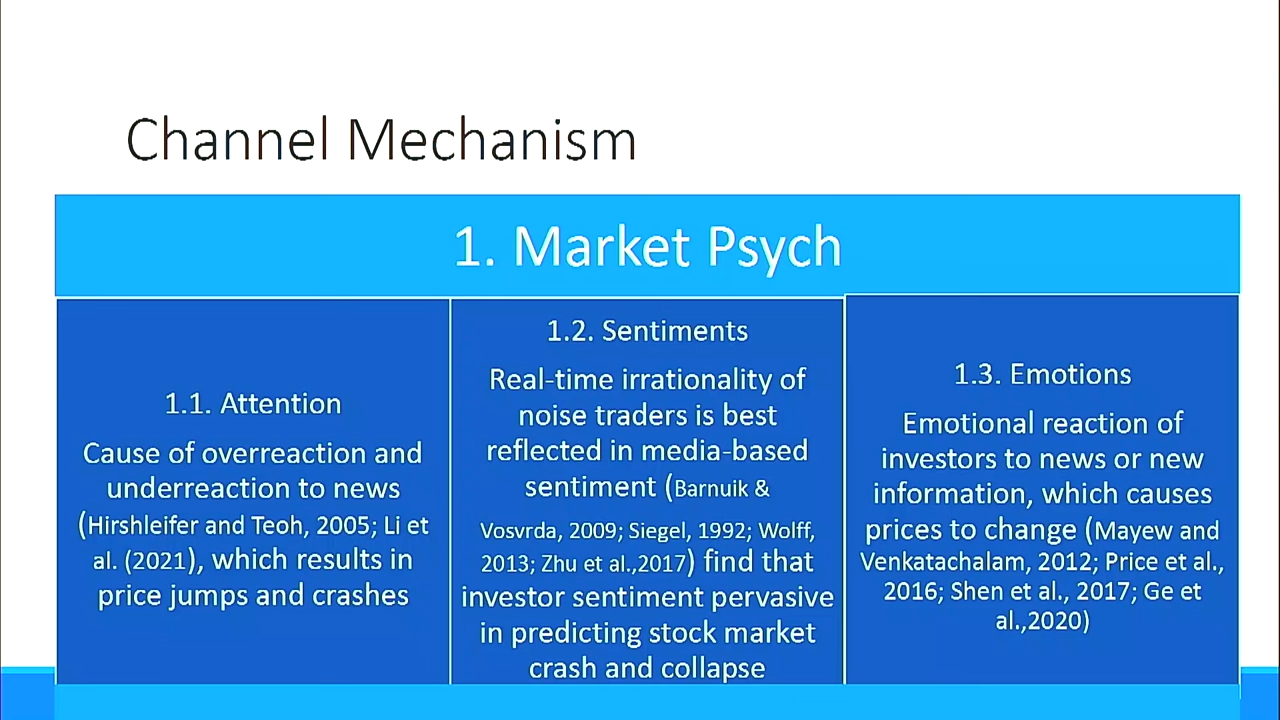 Channel Mechanism
1. Market Psych
1.1. Attention
Cause of overreaction and
underreaction to news
(Hirshleifer and Teoh, 2005; Li et
al. (2021), which results in
price jumps and crashes
1.2. Sentiments
Real-time irrationality of
noise traders is best
reflected in media-based
sentiment (Barnuik &
Vosvrda, 2009; Siegel, 1992; Wolff,
2013; Zhu et al.,2017) find that
investor sentiment pervasive
in predicting stock market
crash and collapse
1.3. Emotions
Emotional reaction of
investors to news or new
information, which causes
prices to change (Mayew and
Venkatachalam, 2012; Price et al.,
2016; Shen et al., 2017; Ge et
al.,2020)